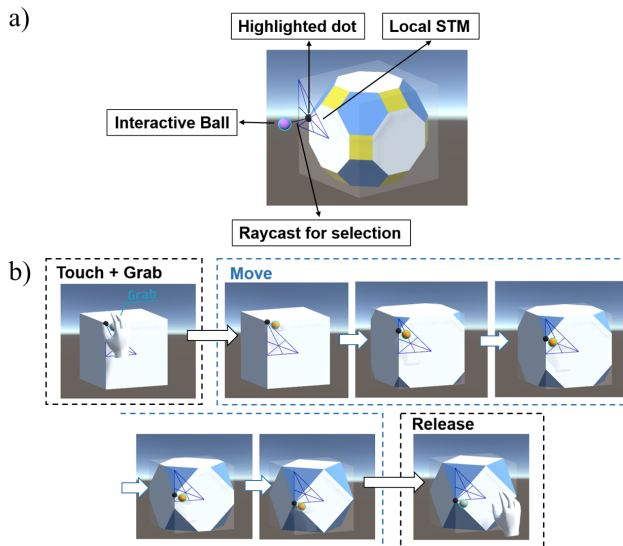 a)
Highlighted dot
Local STM
Interactive Ball
Raycast for selection
b)
Touch + Grab
Move
Grab
Release